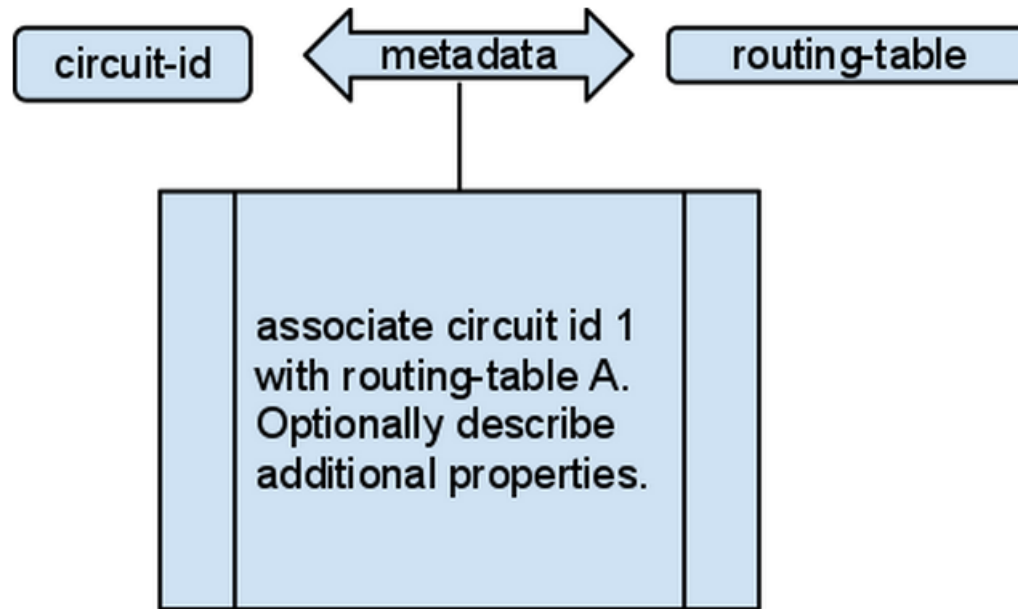 circuit-id
metadata
routing-table
associate circuit id 1
with routing-table A.
Optionally describe
additional properties.